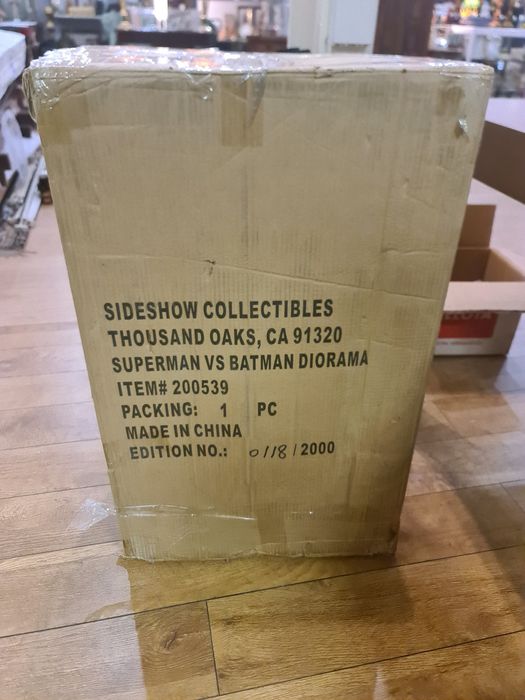 SIDESHOW COLLECTIBLES
THOUSAND OAKS, CA 91320
SUPERMAN VS BATMAN DIORAMA
ITEM# 200539
PACKING: 1 PC
MADE IN CHINA
EDITION NO.: 0118 / 2000